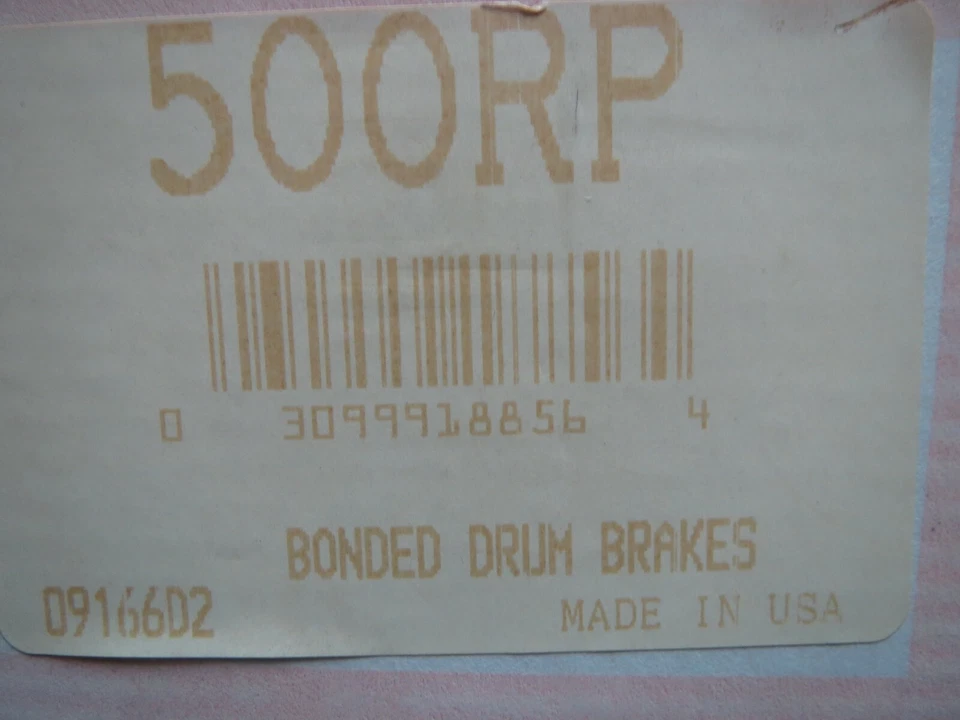 500RP
0 3099918856 4
BONDED DRUM BRAKES
09166D2 MADE IN USA